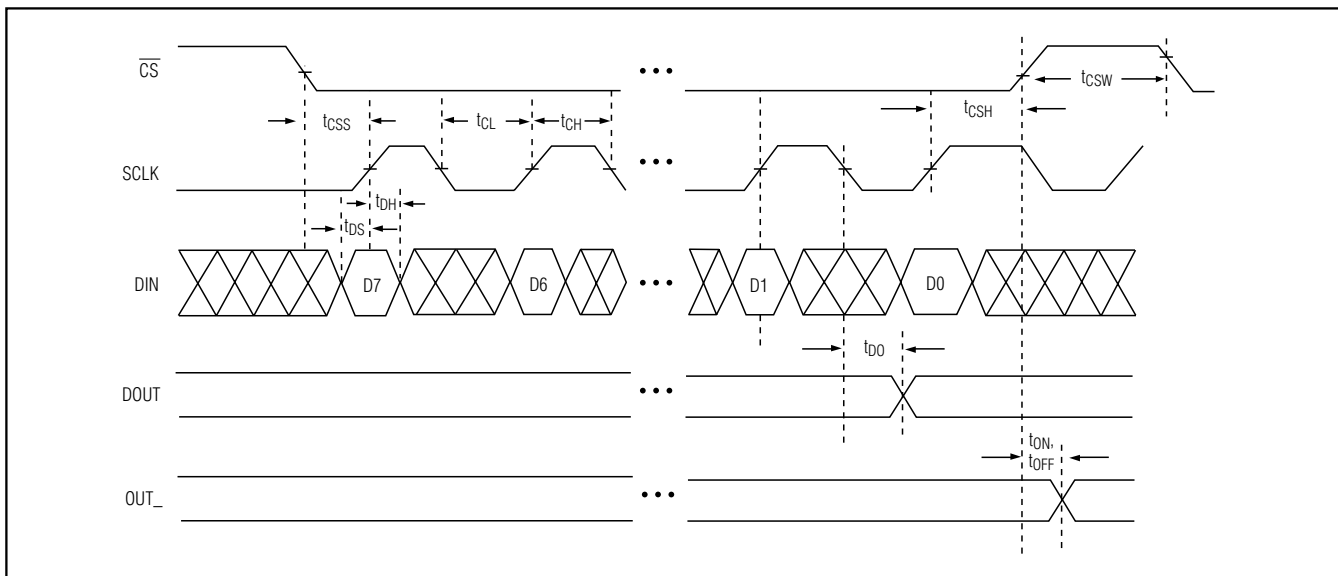 CS
tCSW
tCSH
tCSS
tCL
tCH
SCLK
tDH
tDS
DIN
D7
D6
D1
D0
tDO
DOUT
tON,
tOFF
OUT_